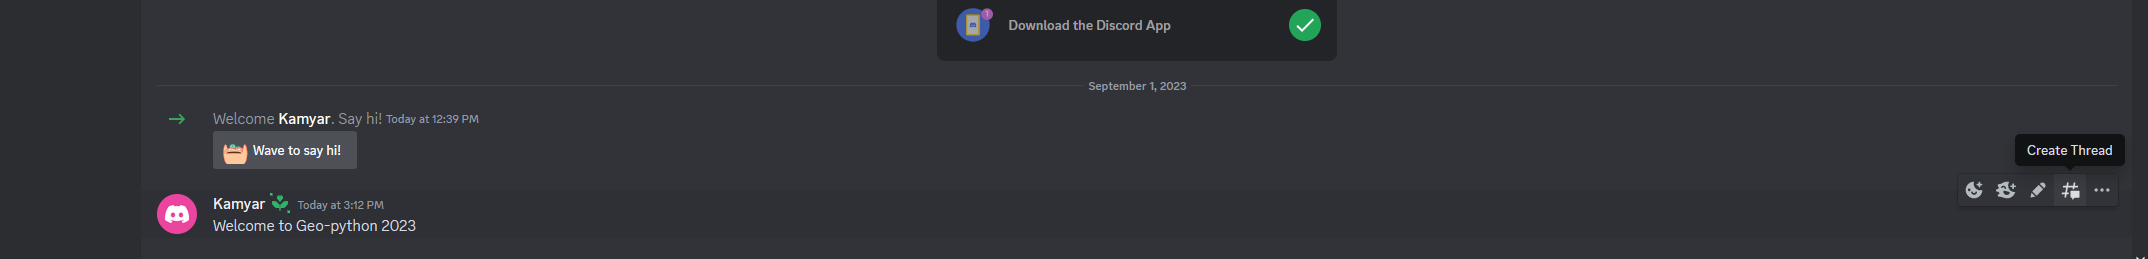 1
Download the Discord App
September 1, 2023
Welcome Kamyar. Say hi! Today at 12:39 PM
Wave to say hi!
Create Thread
Kamyar Today at 3:12 PM
Welcome to Geo-python 2023